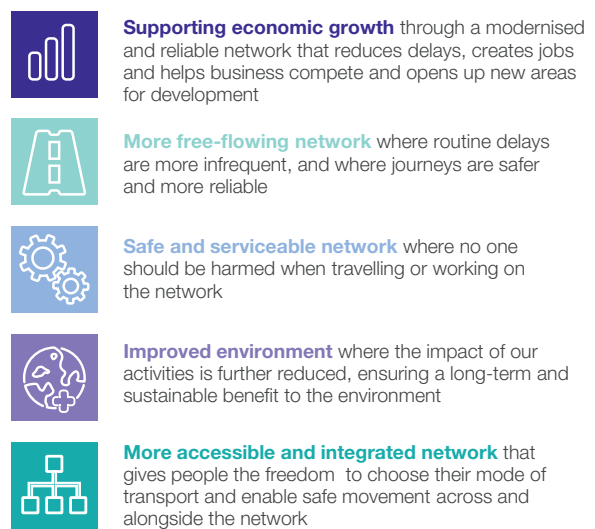 Supporting economic growth through a modernised
and reliable network that reduces delays, creates jobs
and helps business compete and opens up new areas
for development
More free-flowing network where routine delays
are more infrequent, and where journeys are safer
and more reliable
Safe and serviceable network where no one
should be harmed when travelling or working on
the network
Improved environment where the impact of our
activities is further reduced, ensuring a long-term and
sustainable benefit to the environment
More accessible and integrated network that
gives people the freedom  to choose their mode of
transport and enable safe movement across and
alongside the network